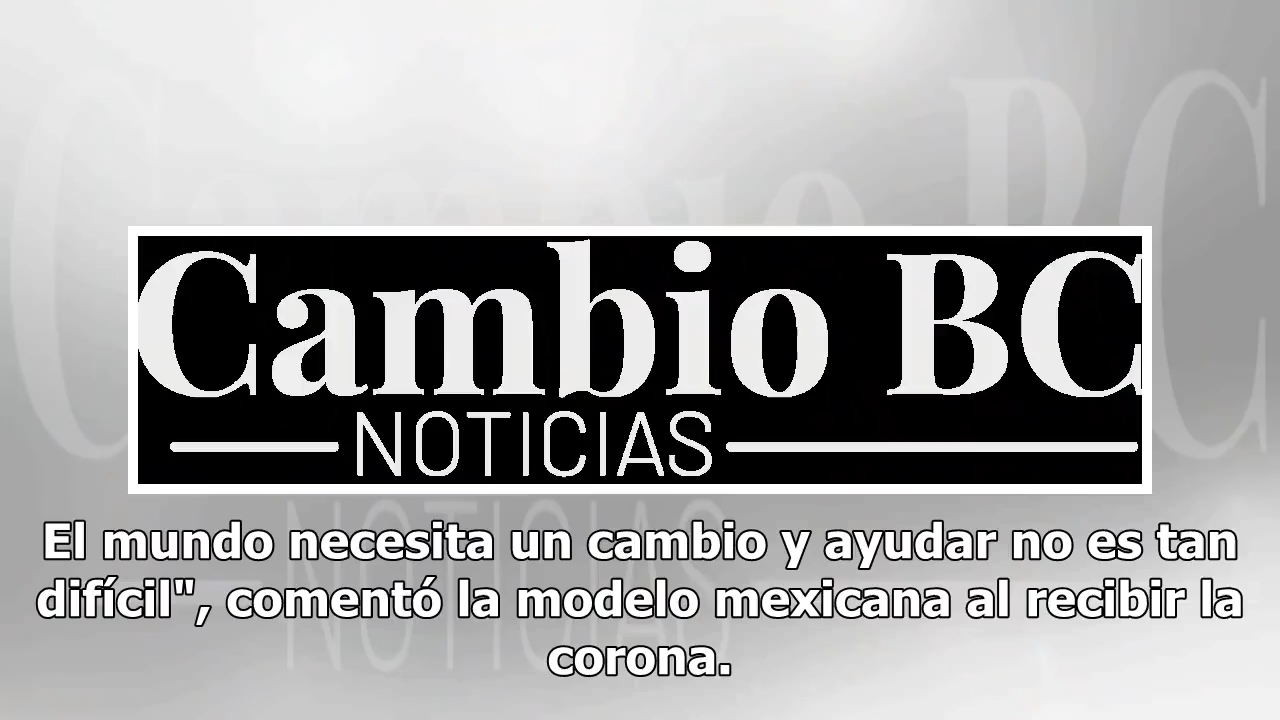 Cambio BC
NOTICIAS
El mundo necesita un cambio y ayudar no es tan
difícil", comentó la modelo mexicana al recibir la
corona.